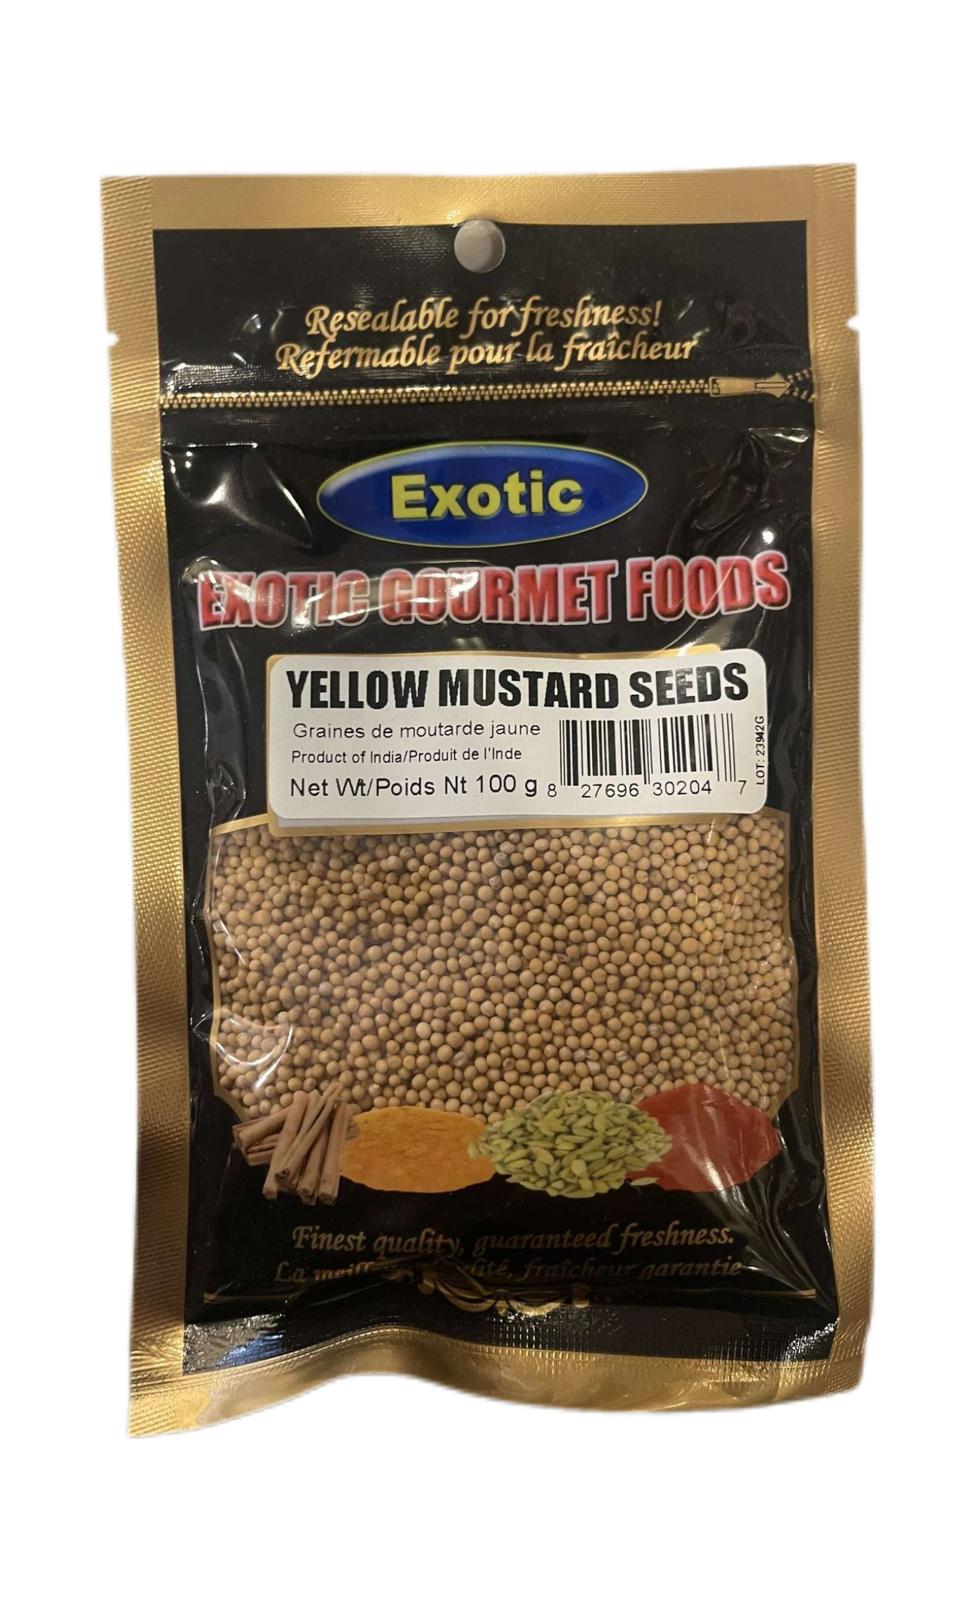 Resealable for freshness!
Refermable pour la fraîcheur
Exotic
EXOTIC GOURMET FOODS
YELLOW MUSTARD SEEDS
Graines de moutarde jaune
Product of India/Produit de l'Inde
Net Wt/Poids Nt 100 g
8 27696 30204 7
LOT: 23942G
Finest quality, guaranteed freshness.
La fraîcheur garantie